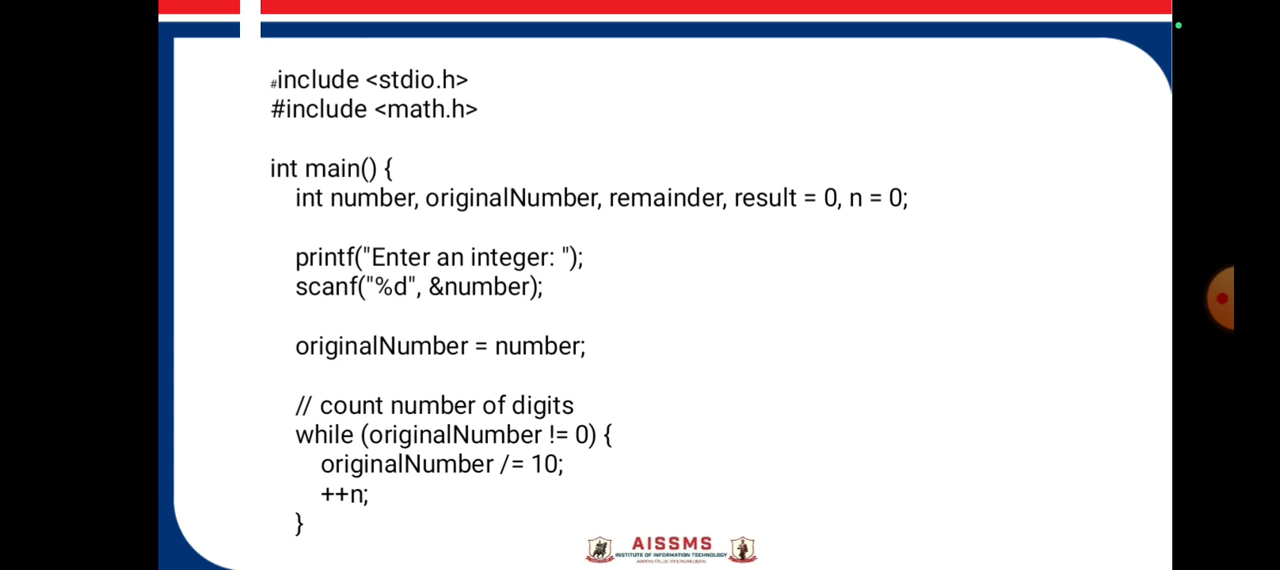 #include <stdio.h>
#include <math.h>
int main() {
int number, originalNumber, remainder, result = 0, n = 0;
printf("Enter an integer: ");
scanf("%d", &number);
originalNumber = number;
// count number of digits
while (originalNumber != 0) {
originalNumber /= 10;
++n;
}
AISSMS
INSTITUTE OF INFORMATION TECHNOLOGY